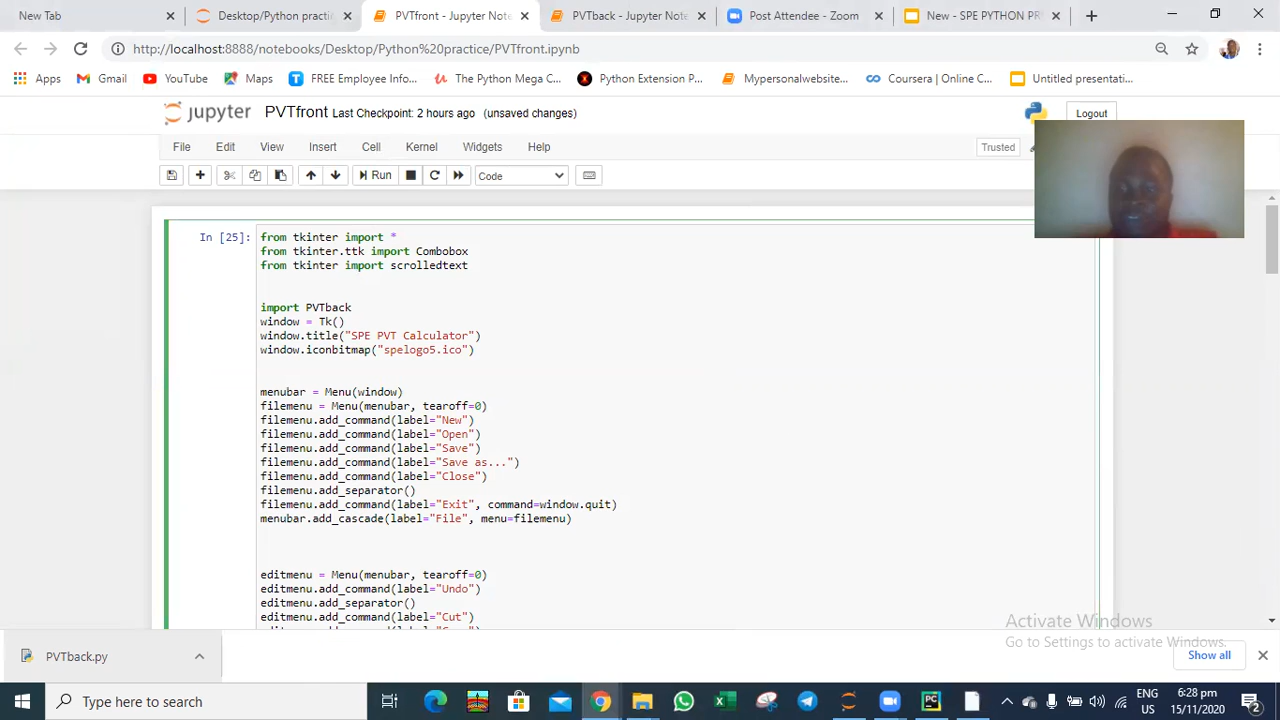 New Tab
Desktop/Python practi
PVTfront - Jupyter Note
PVTback - Jupyter Note
Post Attendee - Zoom
New - SPE PYTHON PR
http://localhost:8888/notebooks/Desktop/Python%20practice/PVTfront.ipynb
Apps
Gmail
YouTube
Maps
FREE Employee Info...
The Python Mega C...
Python Extension P...
Mypersonalwebsite...
Coursera | Online C...
Untitled presentati...
jupyter PVTfront Last Checkpoint: 2 hours ago (unsaved changes)
Logout
File Edit View Insert Cell Kernel Widgets Help
Trusted
Run
Code
In [25]:
from tkinter import *
from tkinter.ttk import Combobox
from tkinter import scrolledtext
import PVTback
window = Tk()
window.title("SPE PVT Calculator")
window.iconbitmap("spelogo5.ico")
menubar = Menu(window)
filemenu = Menu(menubar, tearoff=0)
filemenu.add_command(label="New")
filemenu.add_command(label="Open")
filemenu.add_command(label="Save")
filemenu.add_command(label="Save as...")
filemenu.add_command(label="Close")
filemenu.add_separator()
filemenu.add_command(label="Exit", command=window.quit)
menubar.add_cascade(label="File", menu=filemenu)
editmenu = Menu(menubar, tearoff=0)
editmenu.add_command(label="Undo")
editmenu.add_separator()
editmenu.add_command(label="Cut")
Activate Windows
Go to Settings to activate Windows.
PVTback.py
Show all
Type here to search
ENG
US
6:28 pm
15/11/2020
2